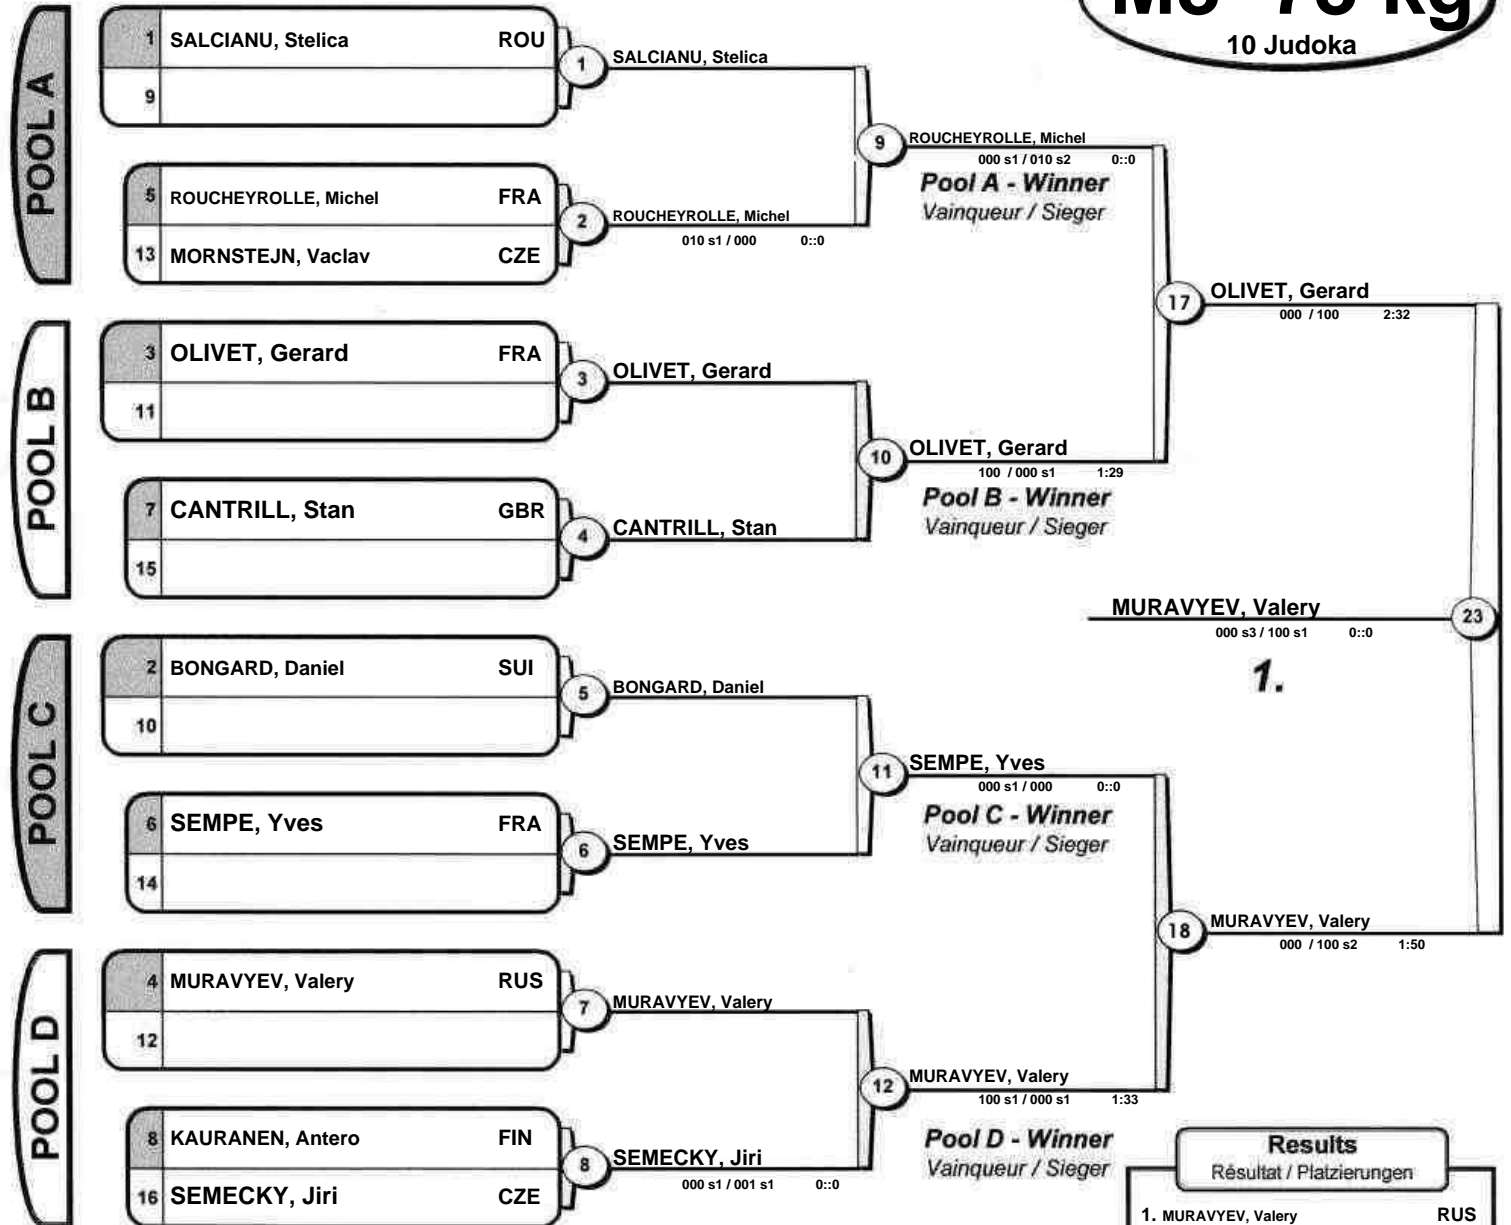 10 Judoka
POOL A
1 SALCIANU, Stelica ROU
9
1 SALCIANU, Stelica
5 ROUCHEYROLLE, Michel FRA
13 MORNSTEJN, Vaclav CZE
2 ROUCHEYROLLE, Michel
010 s1 / 000 0::0
9 ROUCHEYROLLE, Michel
000 s1 / 010 s2 0::0
Pool A - Winner
Vainqueur / Sieger
POOL B
3 OLIVET, Gerard FRA
11
3 OLIVET, Gerard
7 CANTRILL, Stan GBR
15
4 CANTRILL, Stan
10 OLIVET, Gerard
100 / 000 s1 1:29
Pool B - Winner
Vainqueur / Sieger
17 OLIVET, Gerard
000 / 100 2:32
MURAVYEV, Valery 23
000 s3 / 100 s1 0::0
1.
POOL C
2 BONGARD, Daniel SUI
10
5 BONGARD, Daniel
6 SEMPE, Yves FRA
14
6 SEMPE, Yves
11 SEMPE, Yves
000 s1 / 000 0::0
Pool C - Winner
Vainqueur / Sieger
18 MURAVYEV, Valery
000 / 100 s2 1:50
POOL D
4 MURAVYEV, Valery RUS
12
7 MURAVYEV, Valery
8 KAURANEN, Antero FIN
16 SEMECKY, Jiri CZE
8 SEMECKY, Jiri
000 s1 / 001 s1 0::0
12 MURAVYEV, Valery
100 s1 / 000 s1 1:33
Pool D - Winner
Vainqueur / Sieger
Results
Résultat / Platzierungen
1. MURAVYEV, Valery RUS